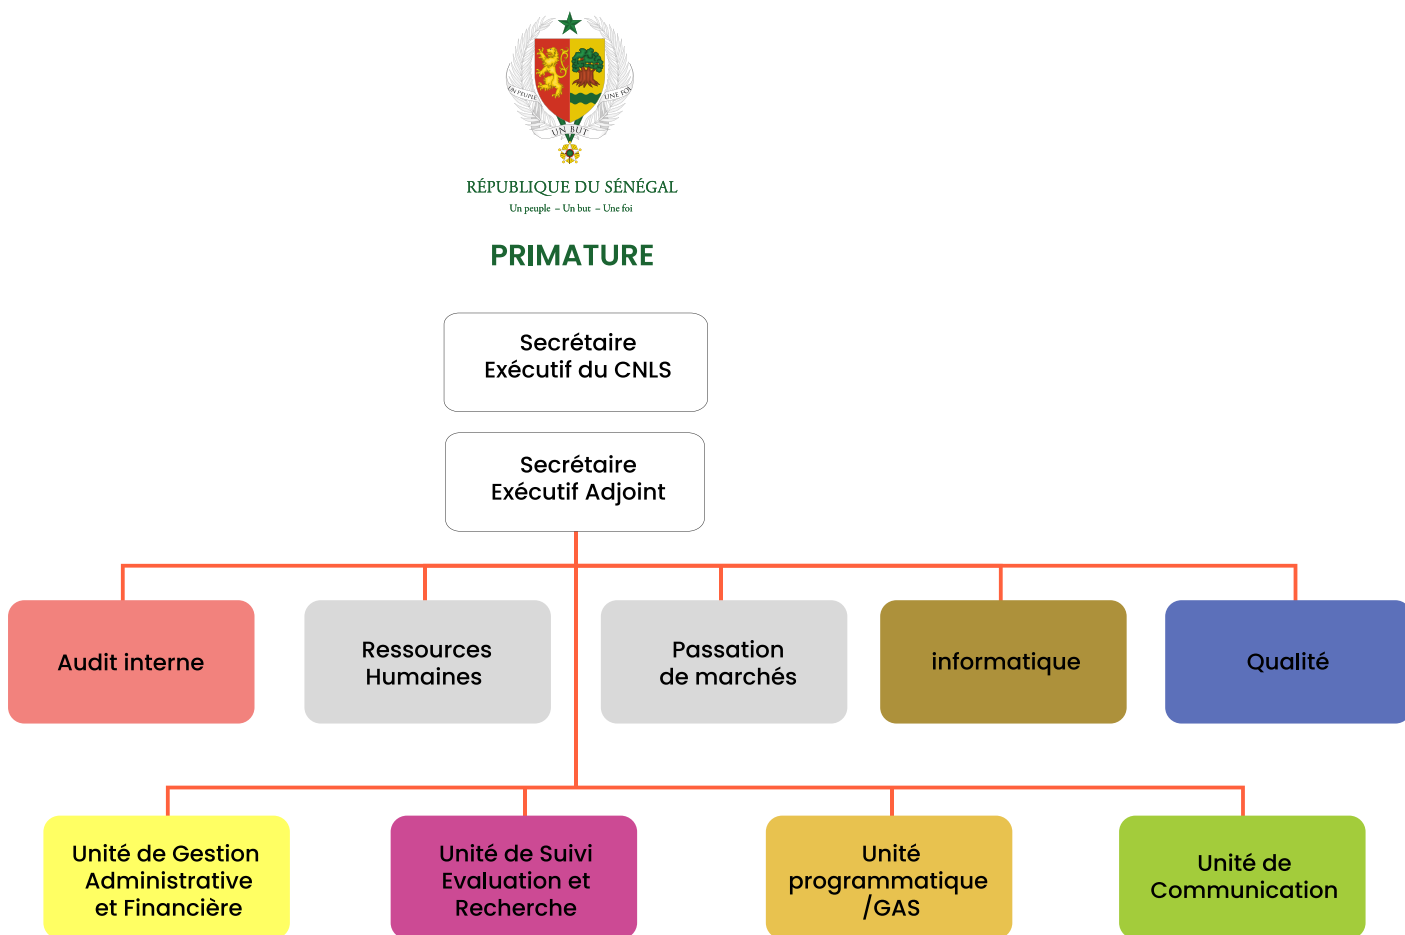 UN PEUPLE
UNE FOI
UN BUT
RÉPUBLIQUE DU SÉNÉGAL
Un peuple – Un but – Une foi
PRIMATURE
Secrétaire
Exécutif du CNLS
Secrétaire
Exécutif Adjoint
Audit interne
Ressources
Humaines
Passation
de marchés
informatique
Qualité
Unité de Gestion
Administrative
et Financière
Unité de Suivi
Evaluation et
Recherche
Unité
programmatique
/GAS
Unité de
Communication